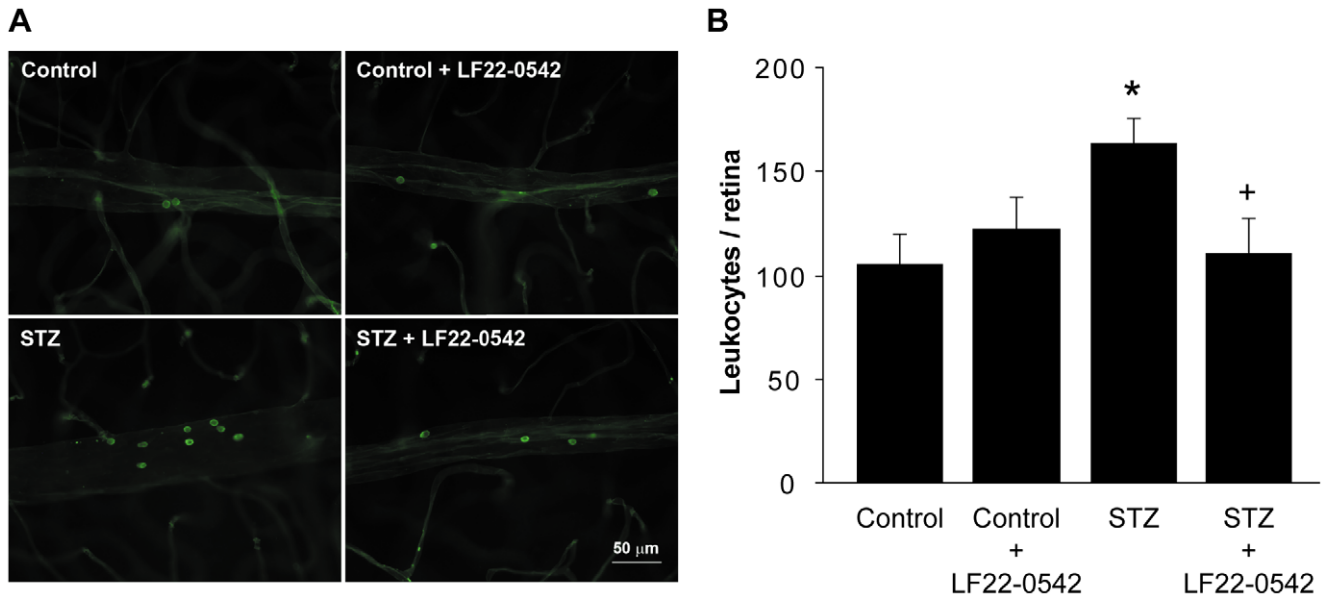 A
Control
Control + LF22-0542
STZ
STZ + LF22-0542
50 μm
B
Leukocytes / retina
200
150
100
50
0
*
+
Control
Control
+
LF22-0542
STZ
STZ
+
LF22-0542